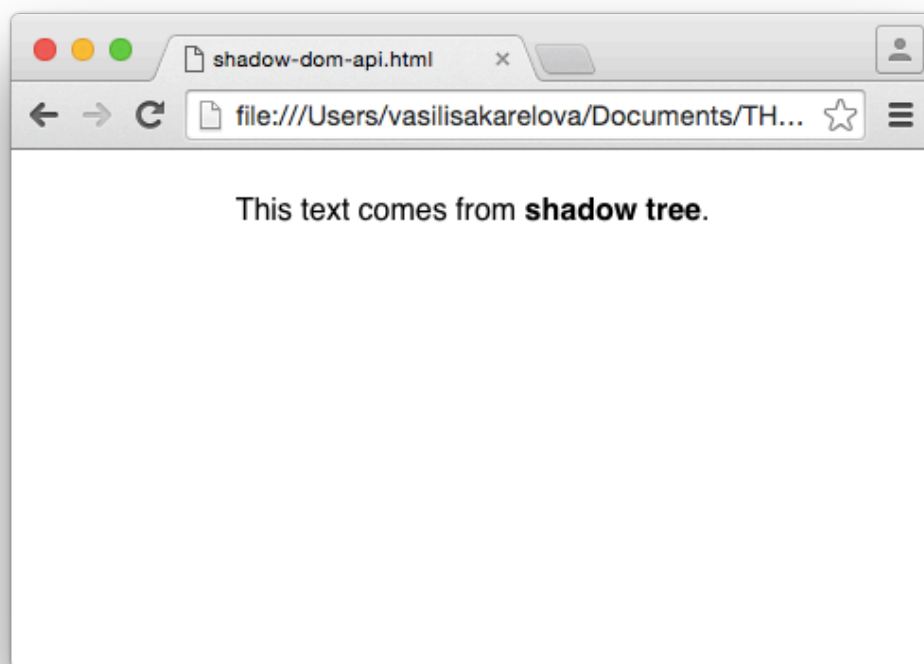 shadow-dom-api.html
file:///Users/vasilisakarelova/Documents/TH...
This text comes from shadow tree.